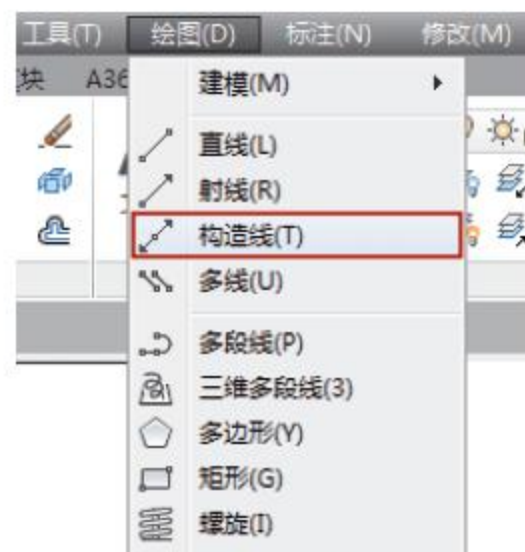 工具(T) 绘图(D) 标注(N) 修改(M)
块 A36
建模(M)
直线(L)
射线(R)
构造线(T)
多线(U)
多段线(P)
三维多段线(3)
多边形(Y)
矩形(G)
螺旋(I)